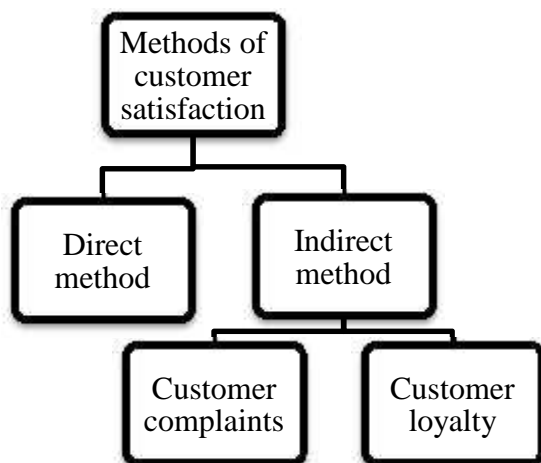 Methods of
customer
satisfaction
Direct
method
Indirect
method
Customer
complaints
Customer
loyalty